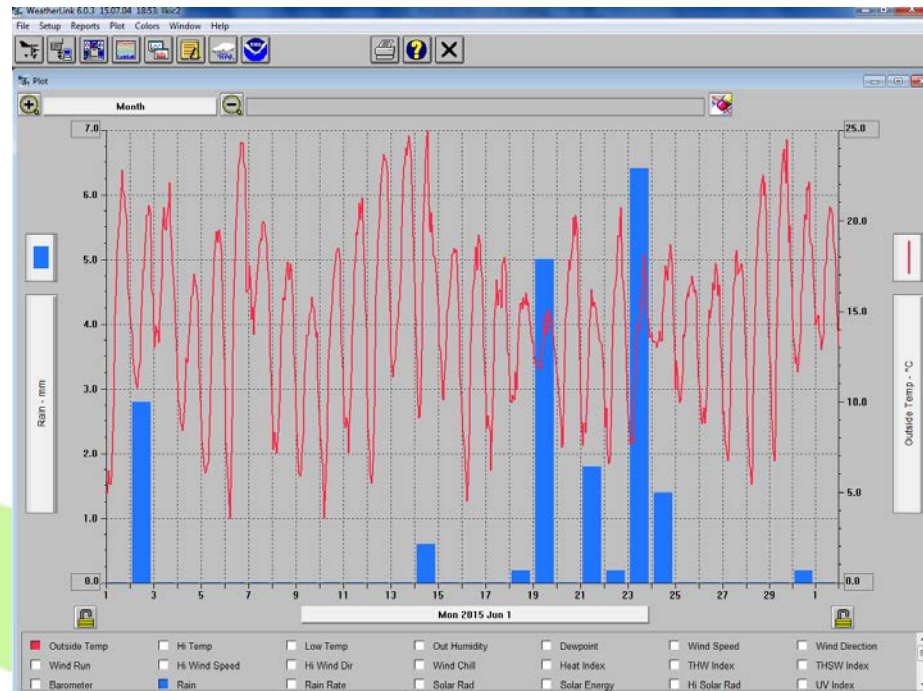 WeatherLink 6.0.3 15.07.04 18:53: Ilkic2
File Setup Reports Plot Colors Window Help
Plot
Month
7.0
25.0
6.0
20.0
5.0
15.0
4.0
3.0
10.0
2.0
5.0
1.0
0.0
0.0
Rain - mm
Outside Temp - °C
1 3 5 7 9 11 13 15 17 19 21 23 25 27 29 1
Mon 2015 Jun 1
Outside Temp Hi Temp Low Temp Out Humidity Dewpoint Wind Speed Wind Direction
Wind Run Hi Wind Speed Hi Wind Dir Wind Chill Heat Index THW Index THSW Index
Barometer Rain Rain Rate Solar Rad Solar Energy Hi Solar Rad UV Index